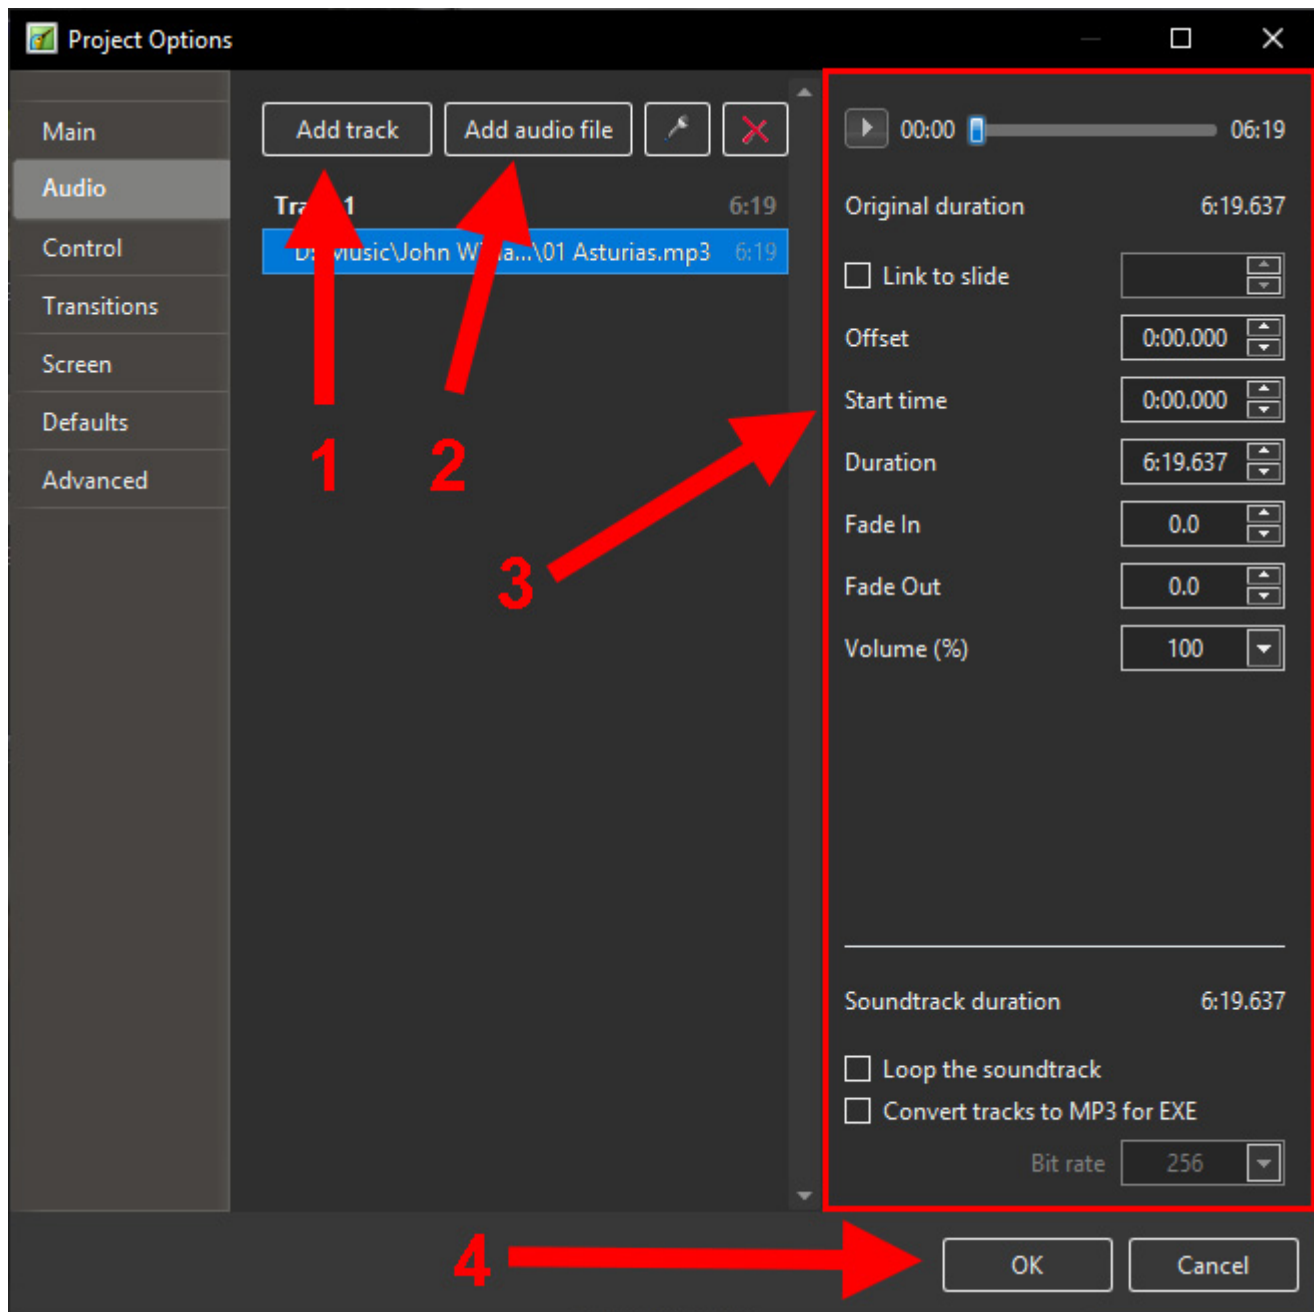 Project Options
Main
Audio
Control
Transitions
Screen
Defaults
Advanced
Add track
Add audio file
1
6:19
\John
...\01 Asturias.mp3
6:19
1
2
3
4
00:00
06:19
Original duration
6:19.637
Link to slide
Offset
0:00.000
Start time
0:00.000
Duration
6:19.637
Fade In
0.0
Fade Out
0.0
Volume (%)
100
Soundtrack duration
6:19.637
Loop the soundtrack
Convert tracks to MP3 for EXE
Bit rate
256
OK
Cancel